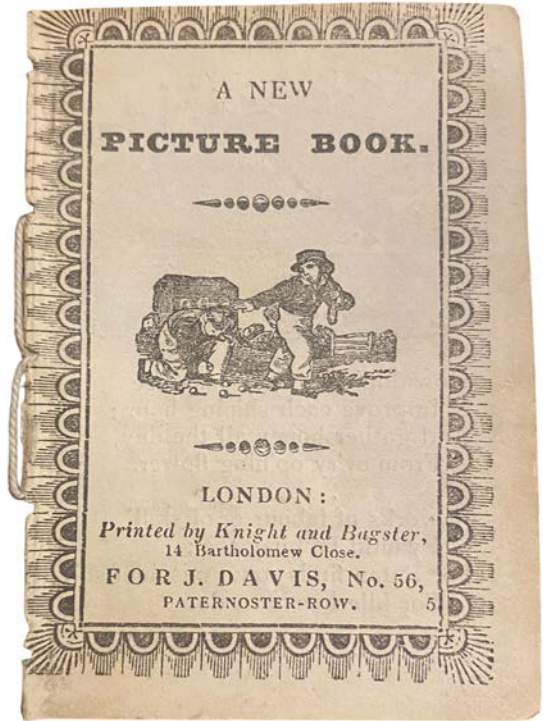 A NEW
PICTURE BOOK.
LONDON:
Printed by Knight and Bagster,
14 Bartholomew Close.
FOR J. DAVIS, No. 56,
PATERNOSTER-ROW. 5